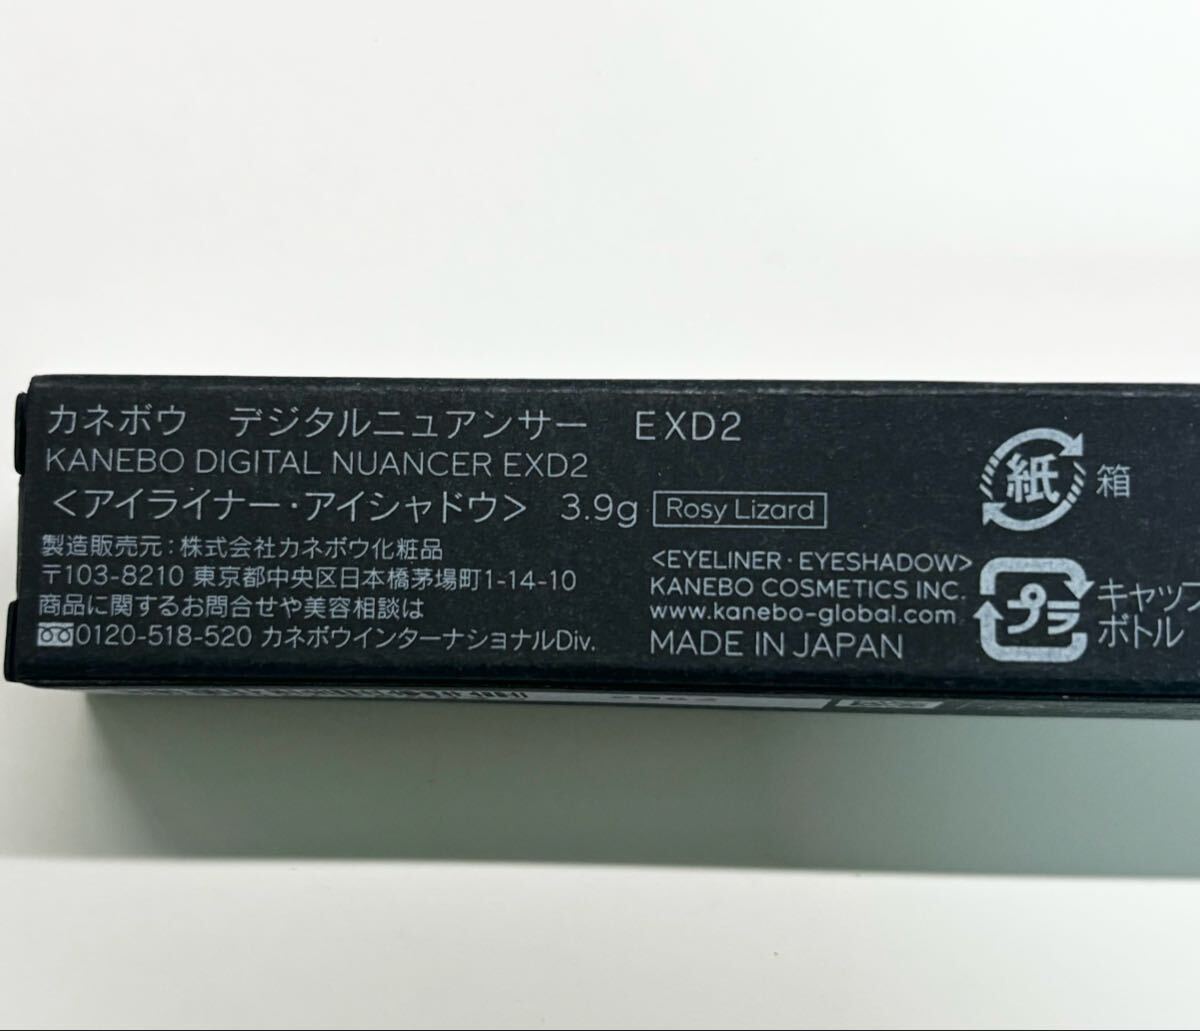 カネボウ デジタルニュアンサー EXD2
KANEBO DIGITAL NUANCER EXD2
<アイライナー・アイシャドウ> 3.9g Rosy Lizard
製造販売元:株式会社カネボウ化粧品
〒103-8210 東京都中央区日本橋茅場町1-14-10
商品に関するお問合せや美容相談は
0120-518-520 カネボウインターナショナルDiv.
<EYELINER・EYESHADOW>
KANEBO COSMETICS INC.
www.kanebo-global.com
MADE IN JAPAN
紙 箱
プラ キャップ
ボトル